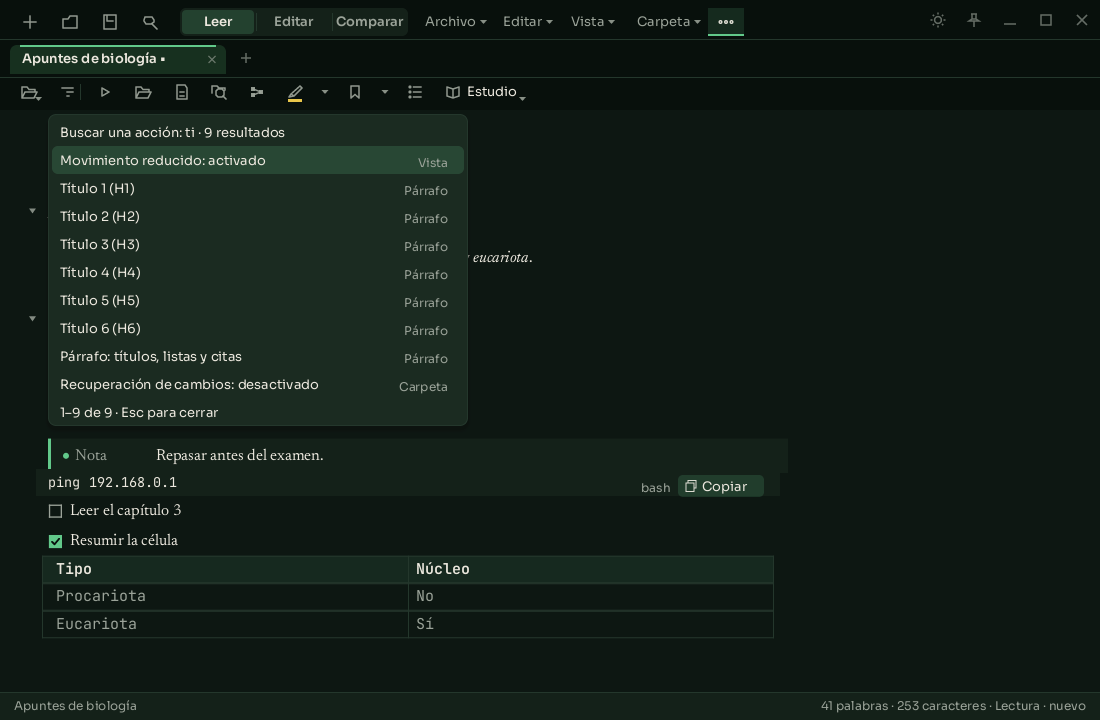 Leer Editar Comparar Archivo Editar Vista Carpeta
Apuntes de biología •
Estudio
Buscar una acción: ti · 9 resultados
Movimiento reducido: activado Vista
Título 1 (H1) Párrafo
Título 2 (H2) Párrafo
Título 3 (H3) Párrafo
eucariota.
Título 4 (H4) Párrafo
Título 5 (H5) Párrafo
Título 6 (H6) Párrafo
Párrafo: títulos, listas y citas Párrafo
Recuperación de cambios: desactivado Carpeta
1–9 de 9 · Esc para cerrar
• Nota Repasar antes del examen.
ping 192.168.0.1 bash Copiar
Leer el capítulo 3
Resumir la célula
Tipo Núcleo
Procariota No
Eucariota Sí
Apuntes de biología 41 palabras · 253 caracteres · Lectura · nuevo